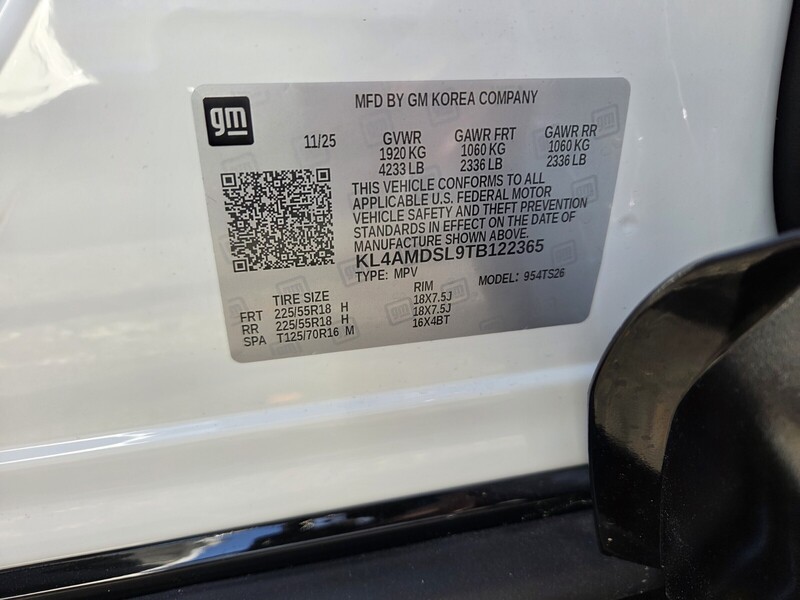 gm
MFD BY GM KOREA COMPANY
11/25 GVWR GAWR FRT GAWR RR
1920 KG 1060 KG 1060 KG
4233 LB 2336 LB 2336 LB
THIS VEHICLE CONFORMS TO ALL
APPLICABLE U.S. FEDERAL MOTOR
VEHICLE SAFETY AND THEFT PREVENTION
STANDARDS IN EFFECT ON THE DATE OF
MANUFACTURE SHOWN ABOVE.
KL4AMDSL9TB122365
TYPE: MPV MODEL: 954TS26
TIRE SIZE RIM
FRT 225/55R18 H 18X7.5J
RR 225/55R18 H 18X7.5J
SPA T125/70R16 M 16X4BT